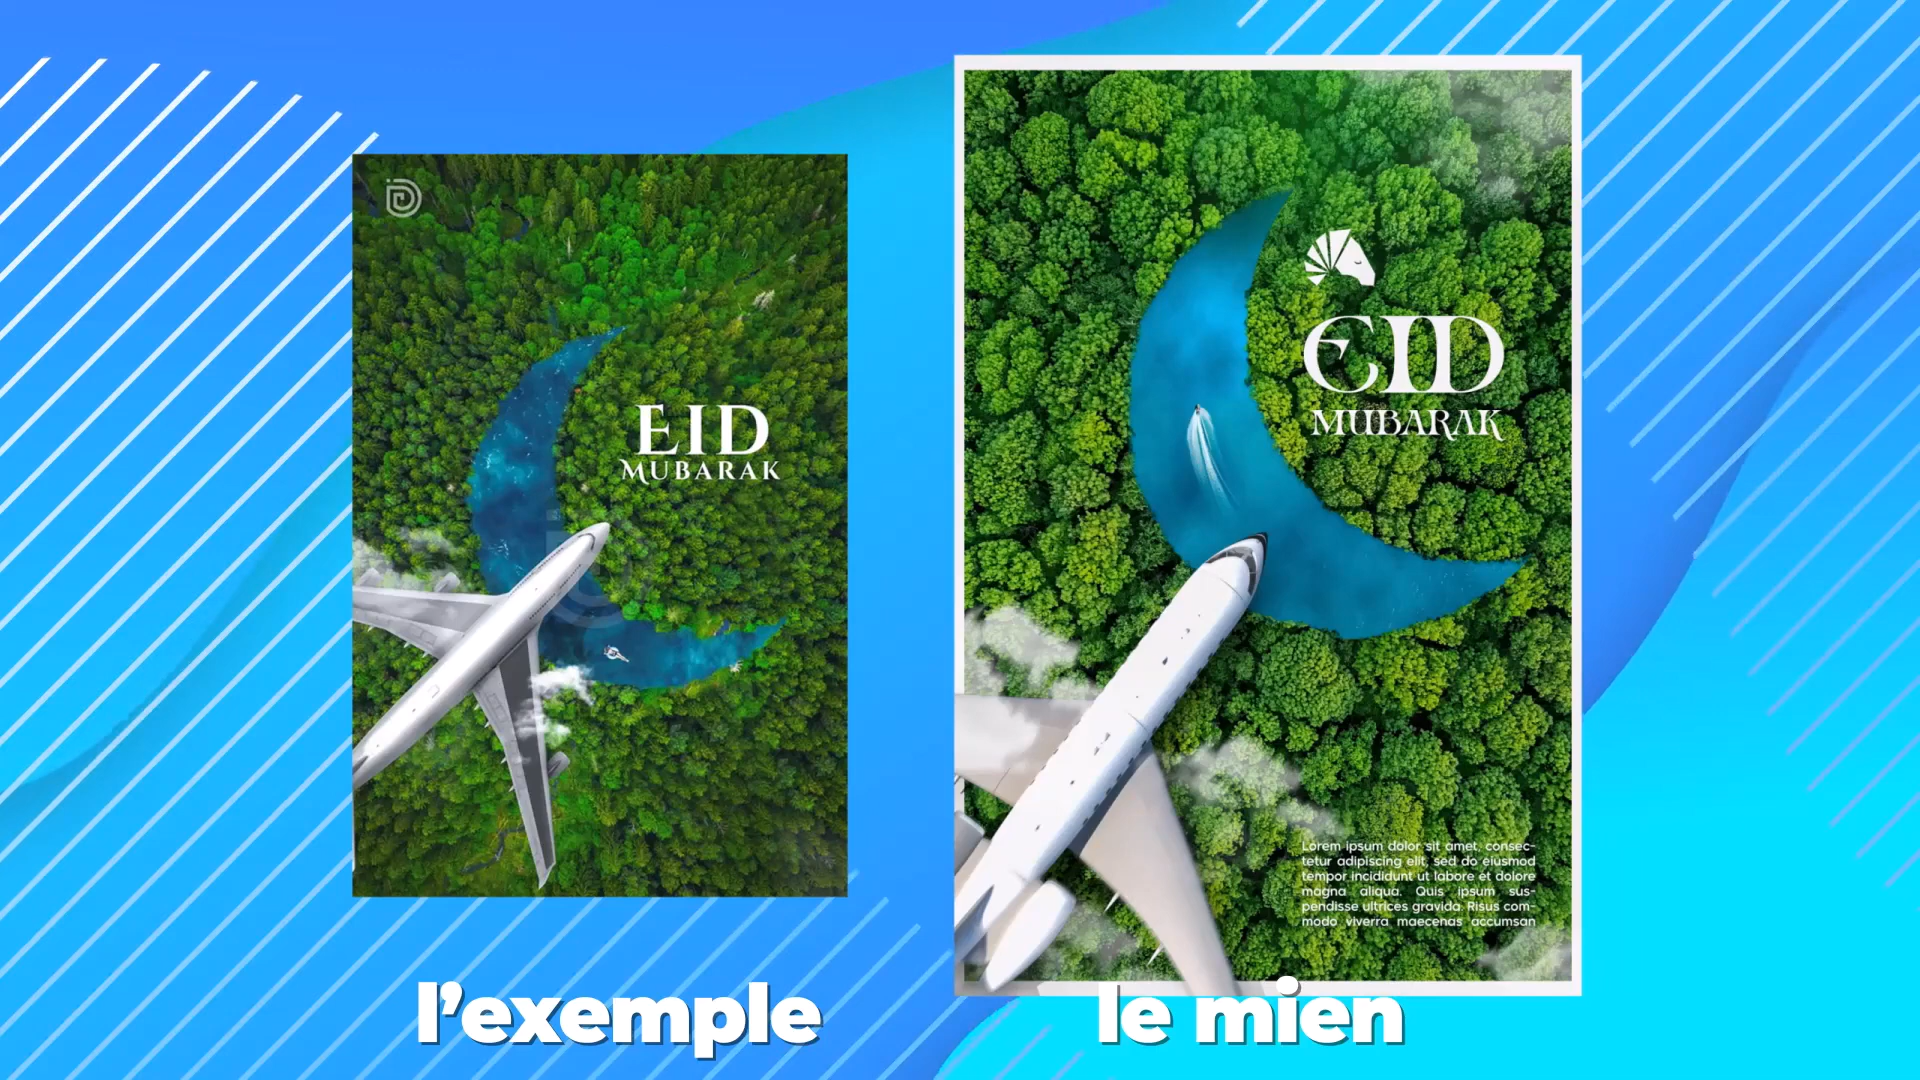 EID
MUBARAK
EID
MUBARAK
Lorem ipsum dolor sit amet, consec-
tetur adipiscing elit, sed do eiusmod
tempor incididunt ut labore et dolore
magna aliqua. Quis ipsum sus-
pendisse ultrices gravida. Risus com-
modo viverra maecenas accumsan
l'exemple
le mien